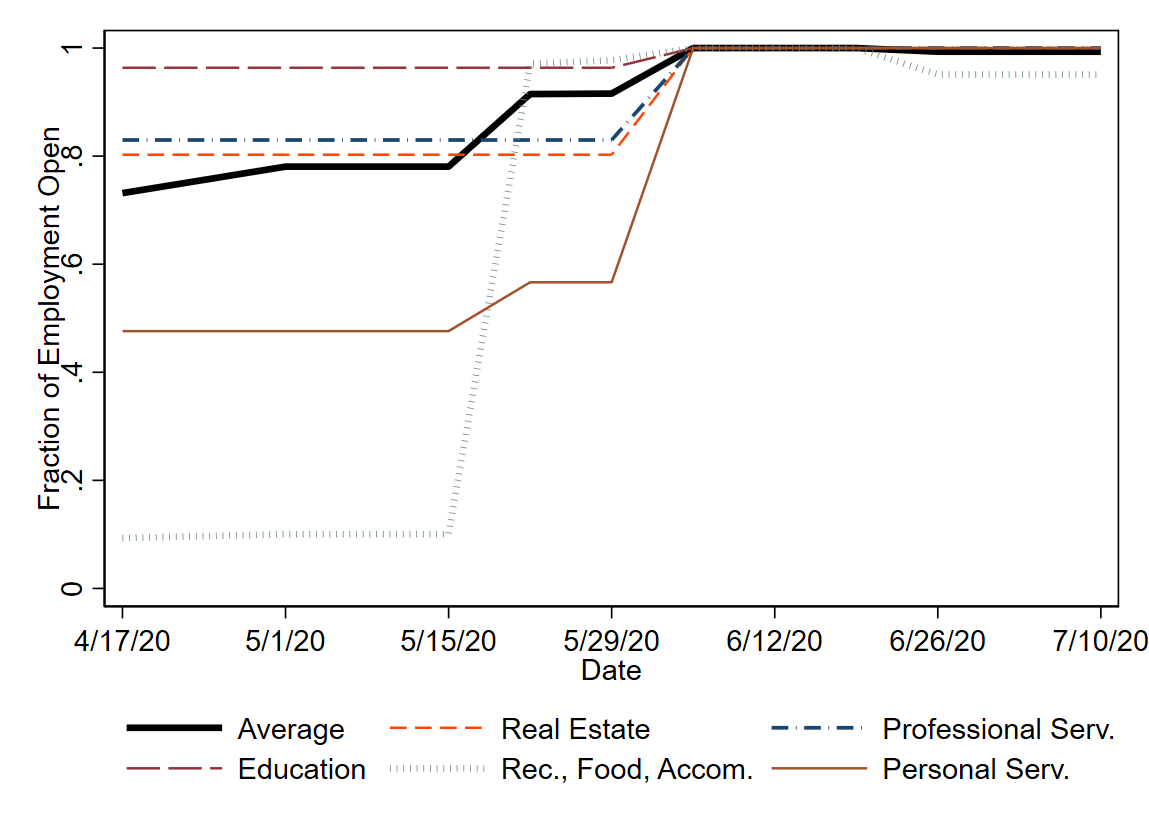 Fraction of Employment Open
1
.8
.6
.4
.2
0
4/17/20 5/1/20 5/15/20 5/29/20 6/12/20 6/26/20 7/10/20
Date
Average Real Estate Professional Serv.
Education Rec., Food, Accom. Personal Serv.